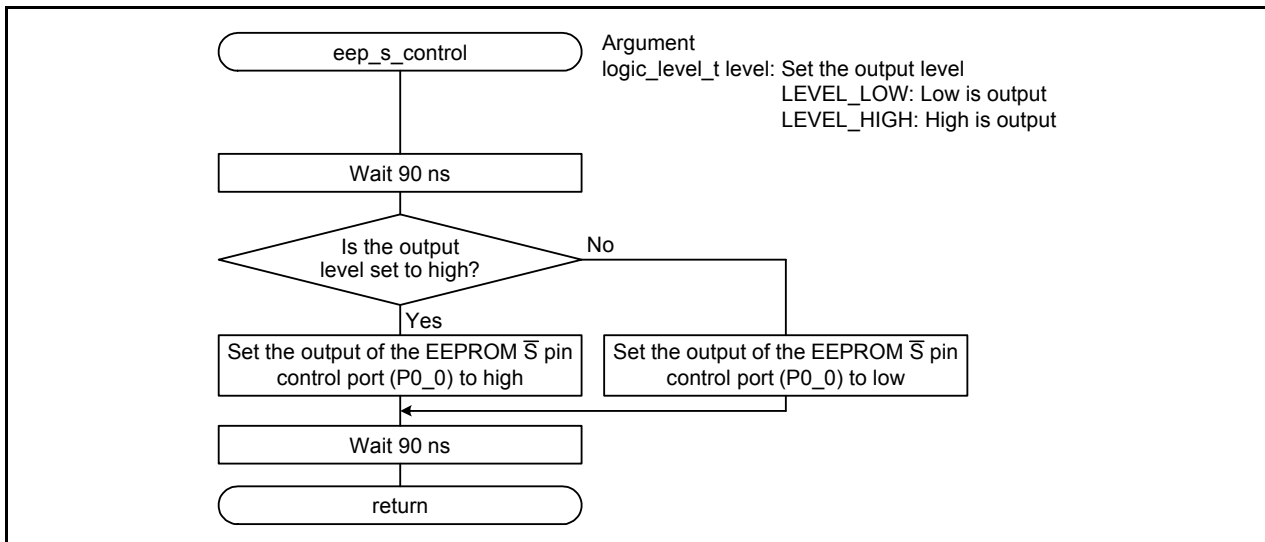 eep_s_control
Argument
logic_level_t level: Set the output level
LEVEL_LOW: Low is output
LEVEL_HIGH: High is output
Wait 90 ns
Is the output
level set to high?
No
Yes
Set the output of the EEPROM S̅ pin
control port (P0_0) to high
Set the output of the EEPROM S̅ pin
control port (P0_0) to low
Wait 90 ns
return